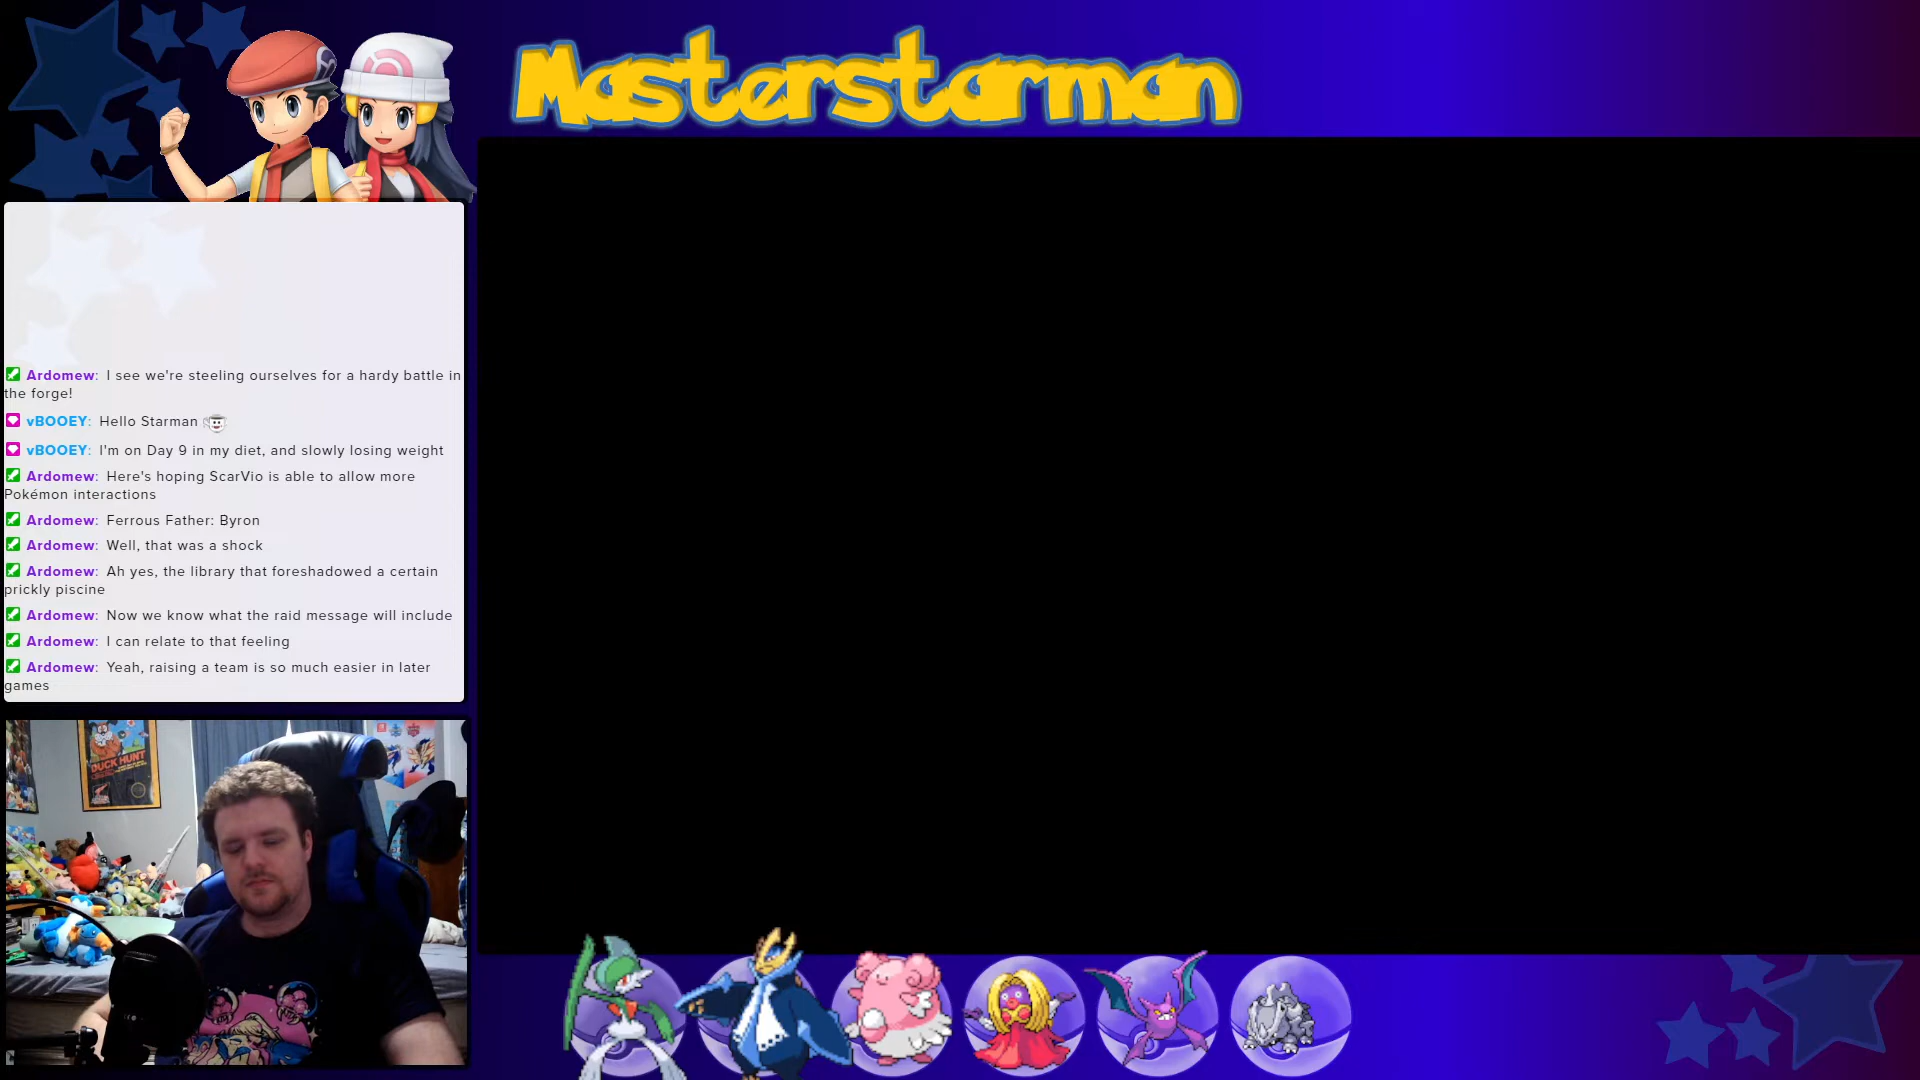 Masterstarman
Ardomew: I see we're steeling ourselves for a hardy battle in
the forge!
vBOOEY: Hello Starman
vBOOEY: I'm on Day 9 in my diet, and slowly losing weight
Ardomew: Here's hoping ScarVio is able to allow more
Pokémon interactions
Ardomew: Ferrous Father: Byron
Ardomew: Well, that was a shock
Ardomew: Ah yes, the library that foreshadowed a certain
prickly piscine
Ardomew: Now we know what the raid message will include
Ardomew: I can relate to that feeling
Ardomew: Yeah, raising a team is so much easier in later
games
DUCK HUNT